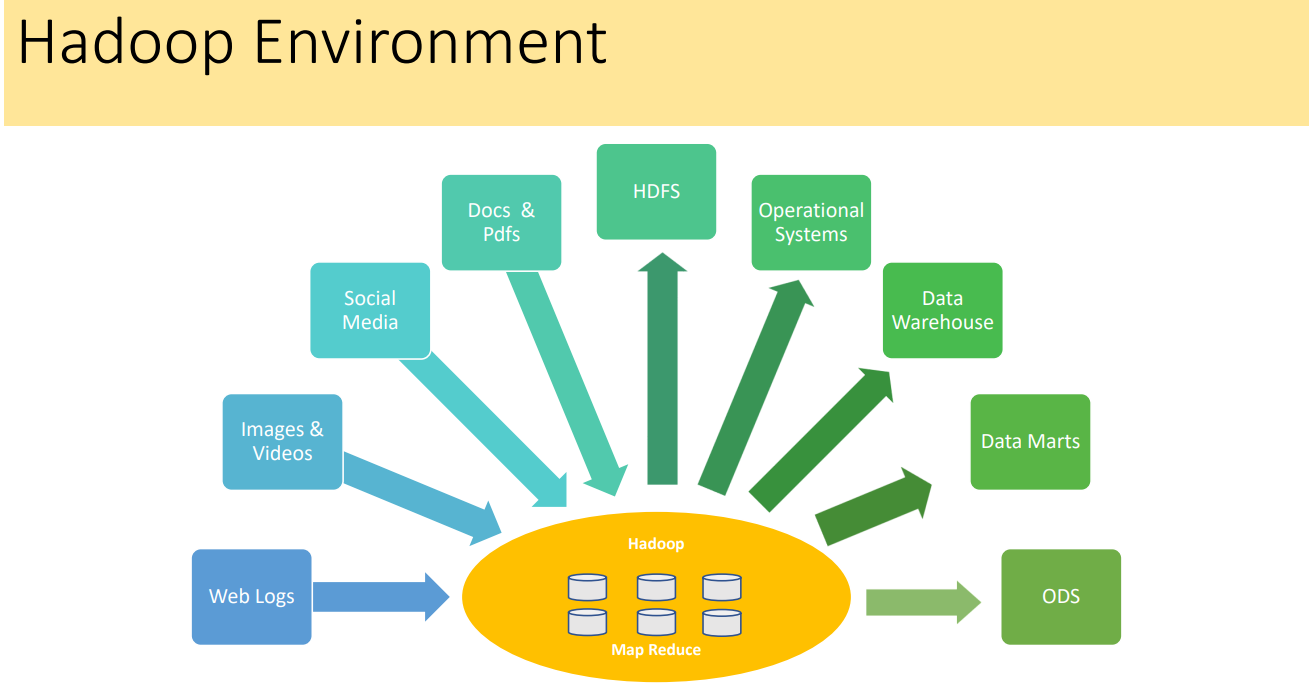 Hadoop Environment
HDFS
Docs &
Pdfs
Operational
Systems
Social
Media
Data
Warehouse
Images &
Videos
Data Marts
Hadoop
Web Logs
ODS
Map Reduce